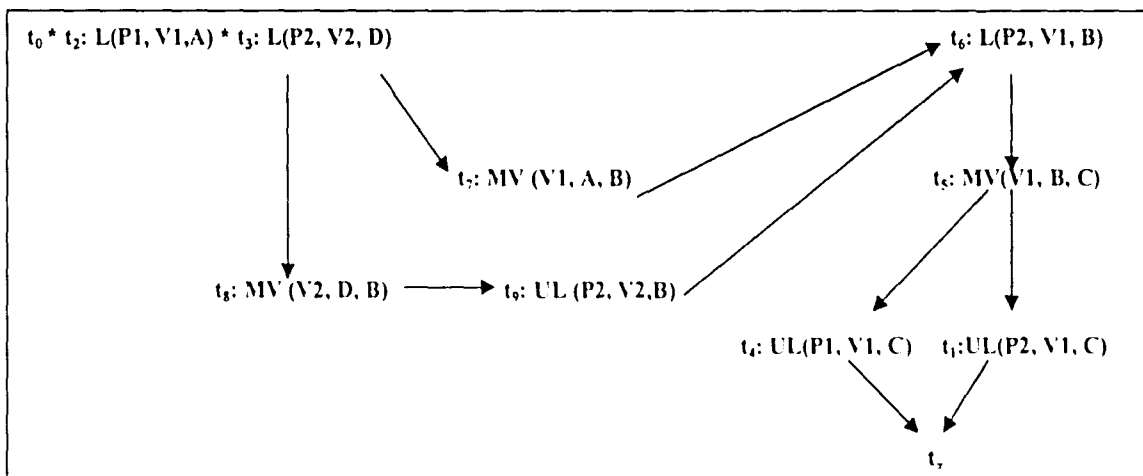 t₀ * t₂: L(P1, V1,A) * t₃: L(P2, V2, D)
t₆: L(P2, V1, B)
t₇: MV (V1, A, B)
t₅: MV(V1, B, C)
t₈: MV (V2, D, B)
t₉: UL (P2, V2,B)
t₄: UL(P1, V1, C)
t₁:UL(P2, V1, C)